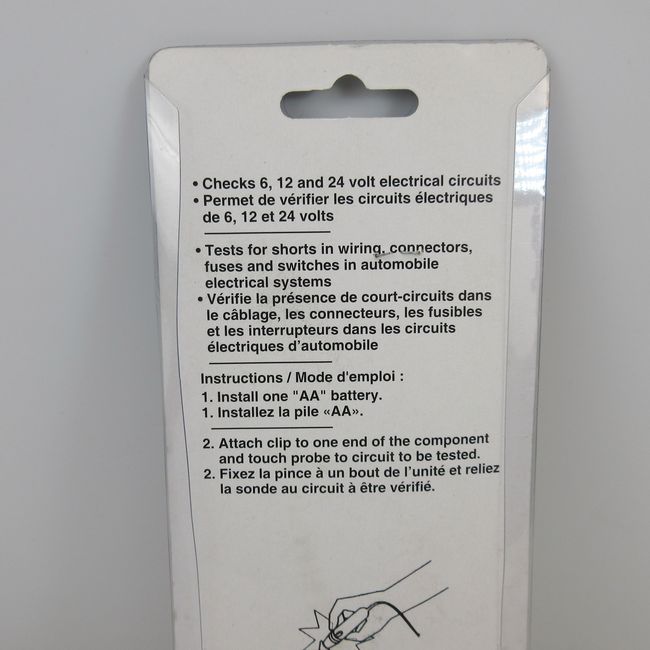 • Checks 6, 12 and 24 volt electrical circuits
• Permet de vérifier les circuits électriques
de 6, 12 et 24 volts
• Tests for shorts in wiring, connectors,
fuses and switches in automobile
electrical systems
• Vérifie la présence de court-circuits dans
le câblage, les connecteurs, les fusibles
et les interrupteurs dans les circuits
électriques d'automobile
Instructions / Mode d'emploi :
1. Install one "AA" battery.
1. Installez la pile «AA».
2. Attach clip to one end of the component
and touch probe to circuit to be tested.
2. Fixez la pince à un bout de l'unité et reliez
la sonde au circuit à être vérifié.